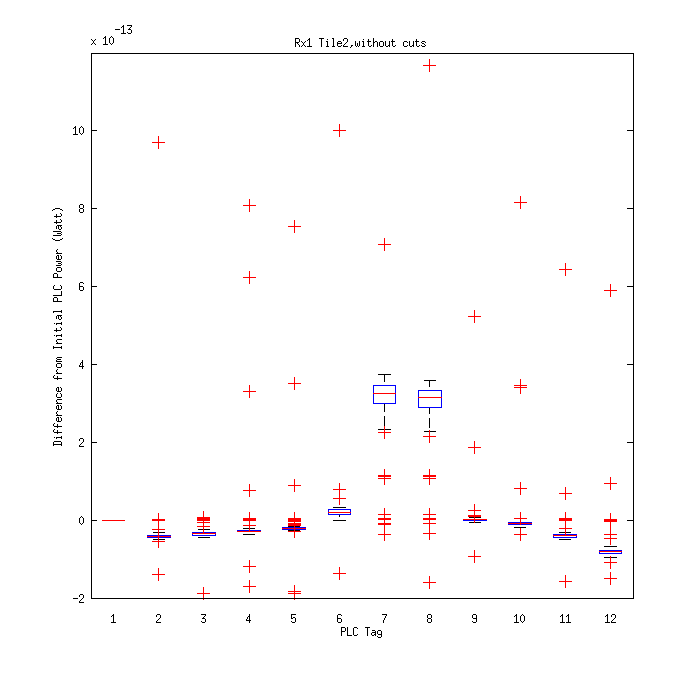 x 10^-13
Rx1 Tile2,without cuts
10
8
6
4
2
0
-2
Difference from Initial PLC Power (Watt)
1 2 3 4 5 6 7 8 9 10 11 12
PLC Tag